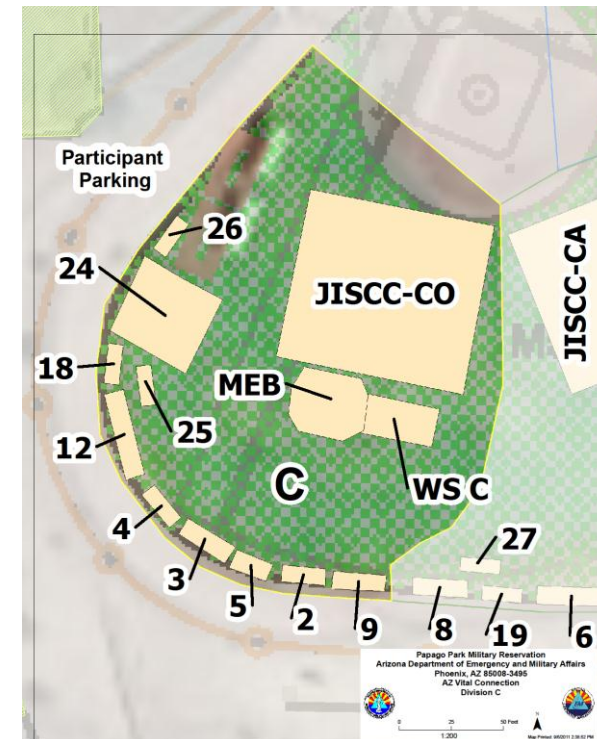 Participant
Parking
26
24
JISCC-CO
JISCC-CA
18
MEB
25
12
C
WS C
4
27
3
5
2
9
8
19
6
Papago Park Military Reservation
Arizona Department of Emergency and Military Affairs
Phoenix, AZ 85008-3495
AZ Vital Connection
Division C
0 25 50 Feet
1:200